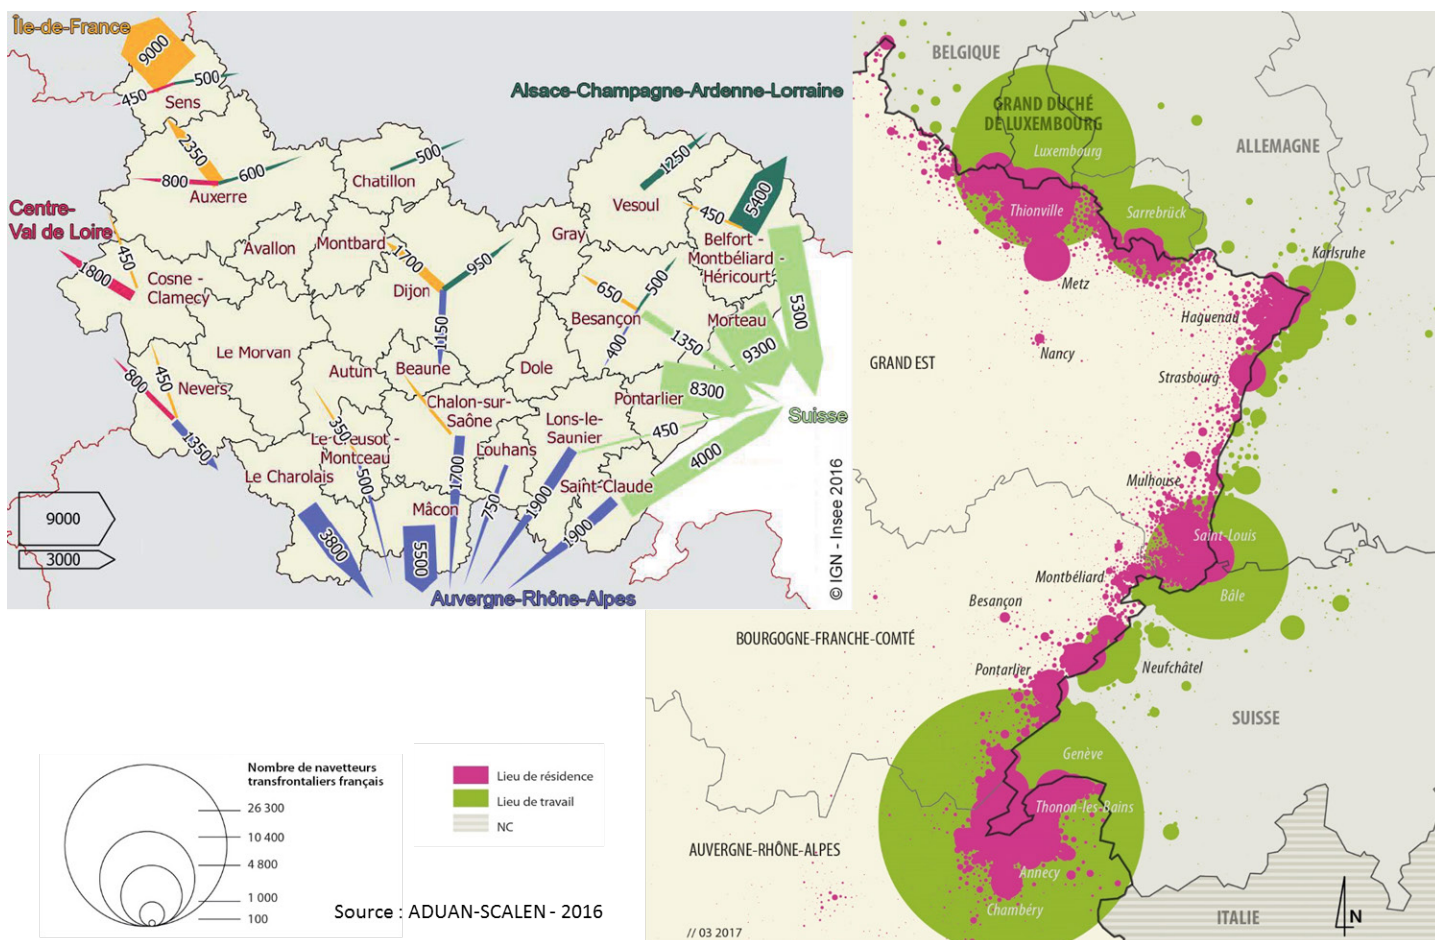 Île-de-France
9000
500
450
Sens
Alsace-Champagne-Ardenne-Lorraine
2350
600
800
Auxerre
500
Chatillon
1250
Vesoul
5400
450
Centre-
Val de Loire
450
1800
Cosne -
Clamecy
Avallon
Montbard
1700
950
Dijon
1150
Gray
Belfort -
Montbéliard -
Héricourt
650
500
Besançon
400
1350
Morteau
9300
5300
Le Morvan
Autun
Beaune
Dole
Pontarlier
8300
Suisse
800
450
Nevers
1350
Chalon-sur-
Saône
Lons-le-
Saunier
450
350
Le Creusot -
Montceau
500
1700
Louhans
750
1900
4000
Le Charolais
Saint-Claude
1900
Mâcon
3800
5500
Auvergne-Rhône-Alpes
9000
3000
© IGN - Insee 2016
BELGIQUE
GRAND DUCHÉ
DE LUXEMBOURG
Luxembourg
ALLEMAGNE
Thionville
Sarrebrück
Karlsruhe
Metz
Haguenau
Nancy
GRAND EST
Strasbourg
Mulhouse
Saint-Louis
Montbéliard
Bâle
Besançon
BOURGOGNE-FRANCHE-COMTÉ
Pontarlier
Neufchâtel
SUISSE
Genève
Thonon-les-Bains
AUVERGNE-RHÔNE-ALPES
Annecy
Chambéry
ITALIE
N
// 03 2017
Nombre de navetteurs
transfrontaliers français
26 300
10 400
4 800
1 000
100
Lieu de résidence
Lieu de travail
NC
Source : ADUAN-SCALEN - 2016